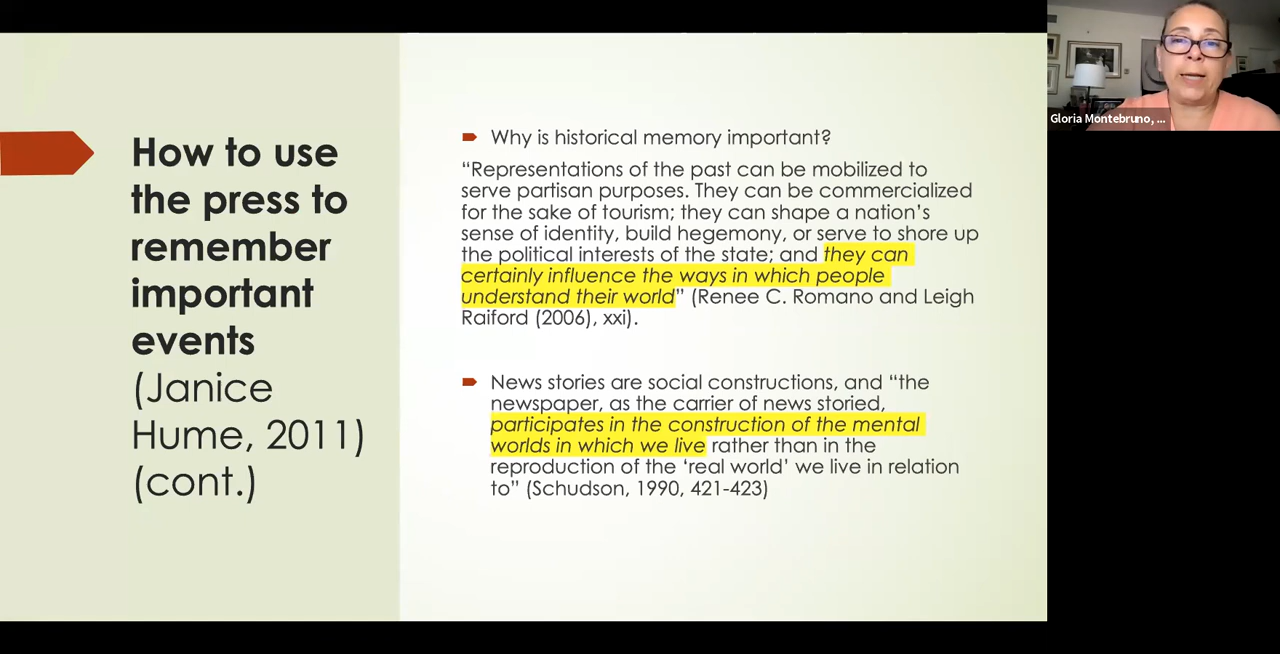 How to use
the press to
remember
important
events
(Janice
Hume, 2011)
(cont.)
Why is historical memory important?
“Representations of the past can be mobilized to
serve partisan purposes. They can be commercialized
for the sake of tourism; they can shape a nation’s
sense of identity, build hegemony, or serve to shore up
the political interests of the state; and they can
certainly influence the ways in which people
understand their world” (Renee C. Romano and Leigh
Raiford (2006), xxi).
News stories are social constructions, and “the
newspaper, as the carrier of news storied,
participates in the construction of the mental
worlds in which we live rather than in the
reproduction of the ‘real world’ we live in relation
to” (Schudson, 1990, 421-423)
Gloria Montebruno, ...